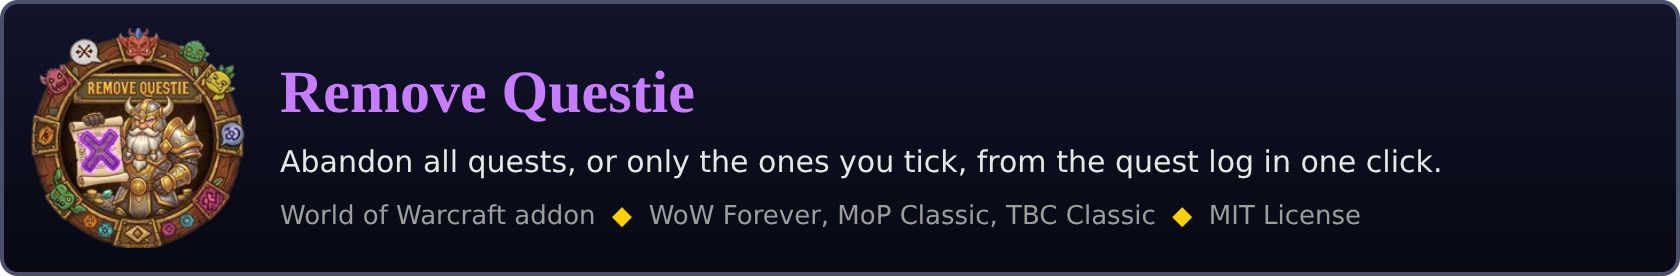 REMOVE QUESTIE
Remove Questie
Abandon all quests, or only the ones you tick, from the quest log in one click.
World of Warcraft addon ◆ WoW Forever, MoP Classic, TBC Classic ◆ MIT License